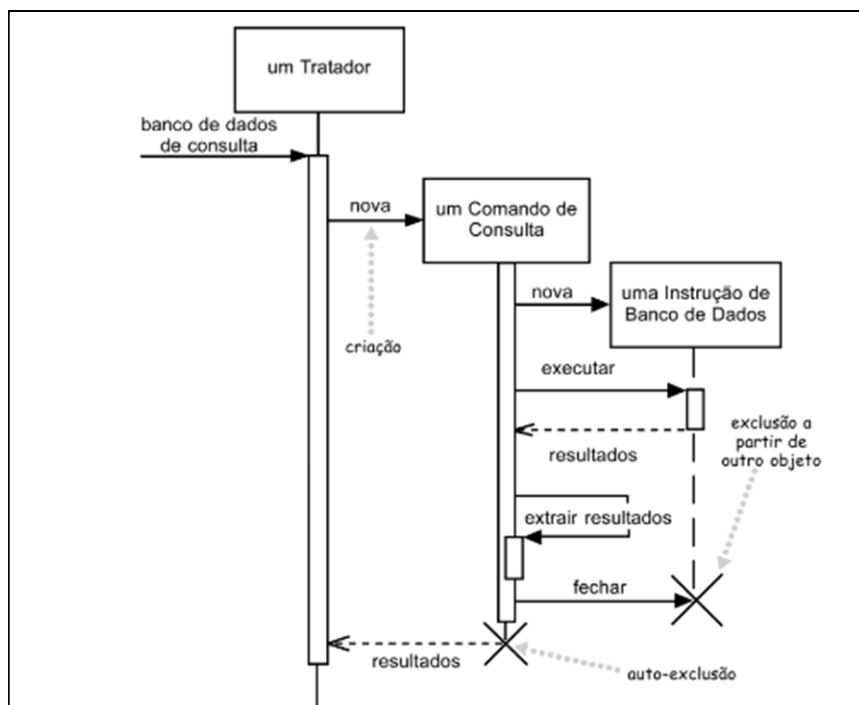 um Tratador
banco de dados
de consulta
nova
um Comando de
Consulta
criação
nova
uma Instrução de
Banco de Dados
executar
exclusão a
partir de
outro objeto
resultados
extrair resultados
fechar
resultados
auto-exclusão